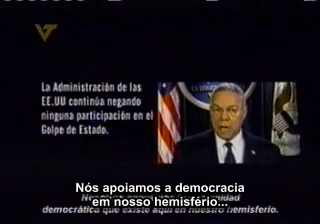 La Administración de las
EE.UU continúa negando
ninguna participación en el
Golpe de Estado.
Nós apoiamos a democracia
em nosso hemisfério...
democrática que existe aquí en nuestro hemisferio.